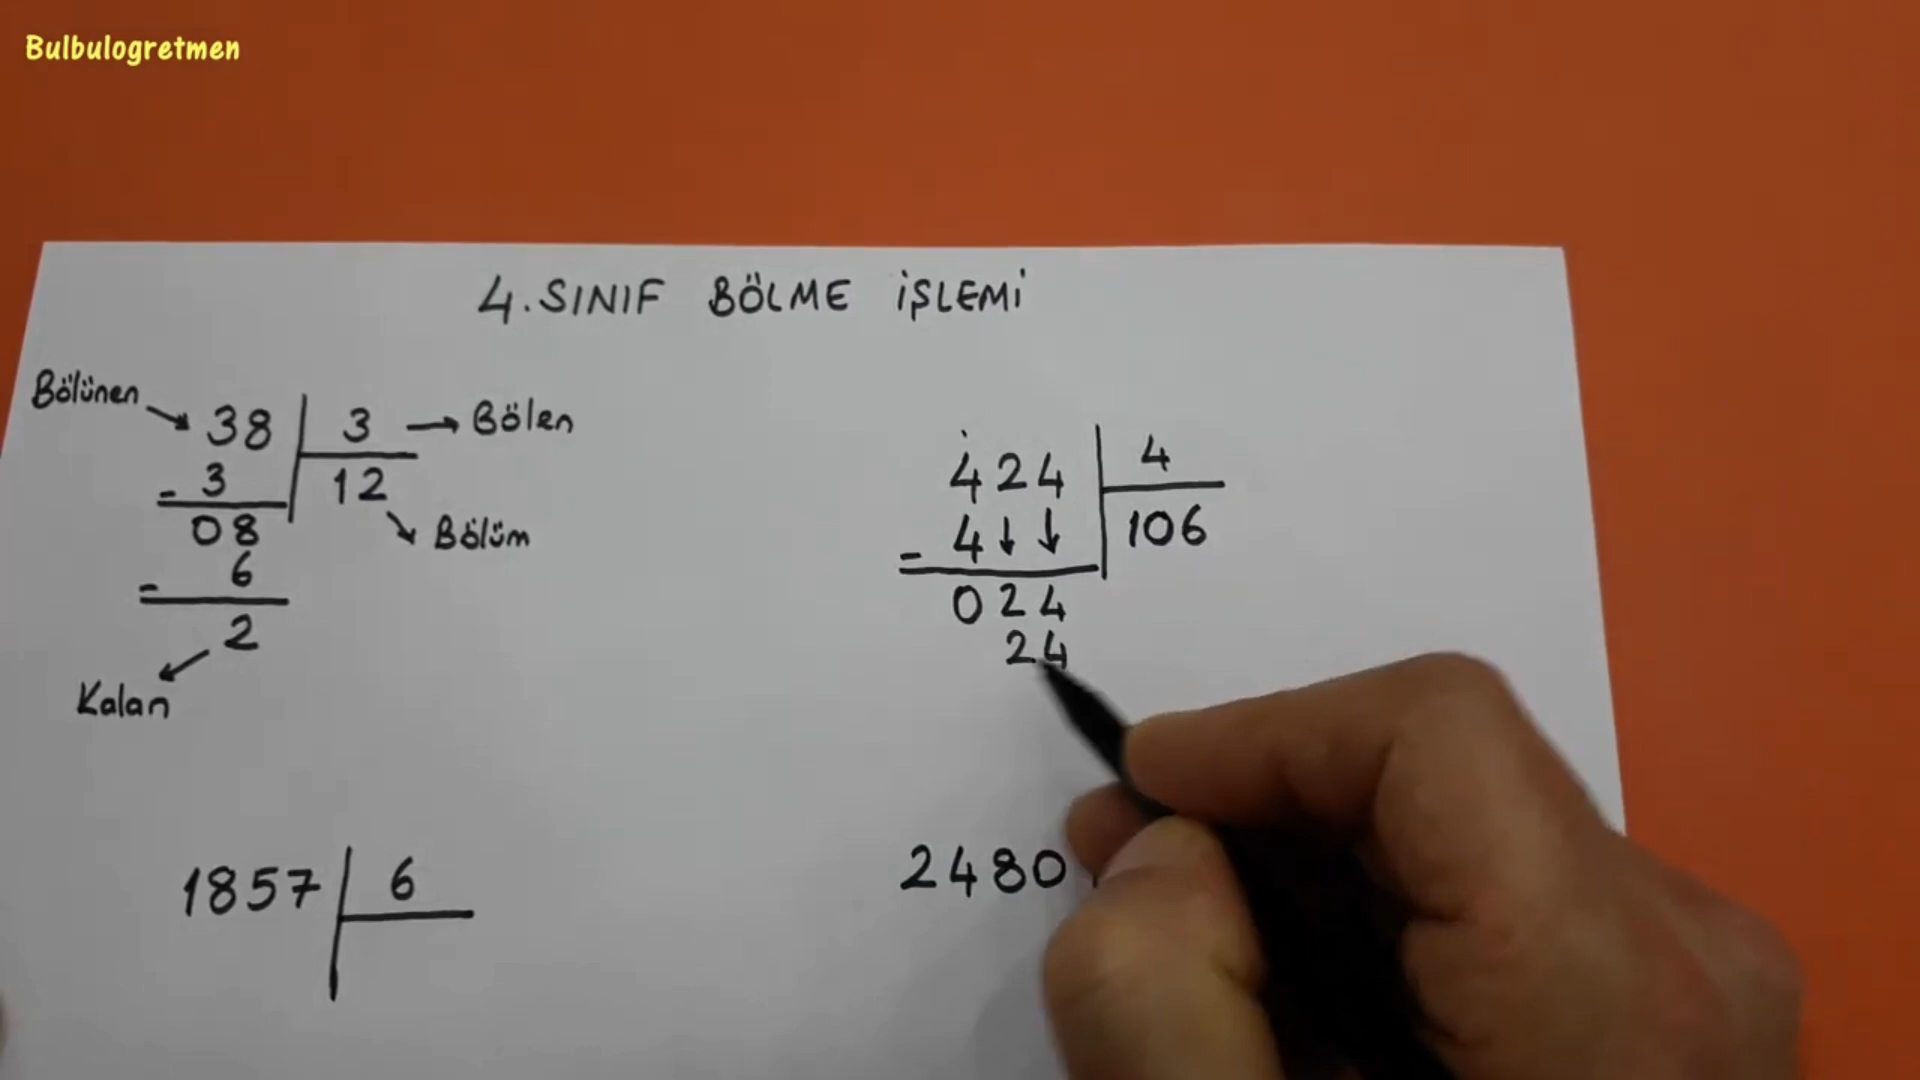 Bulbulogretmen
4. SINIF BÖLME İŞLEMİ
Bölünen
38 3 Bölen
- 3 12
08 Bölüm
- 6
2
Kalan
424 4
- 4 106
024
24
1857 6
2480